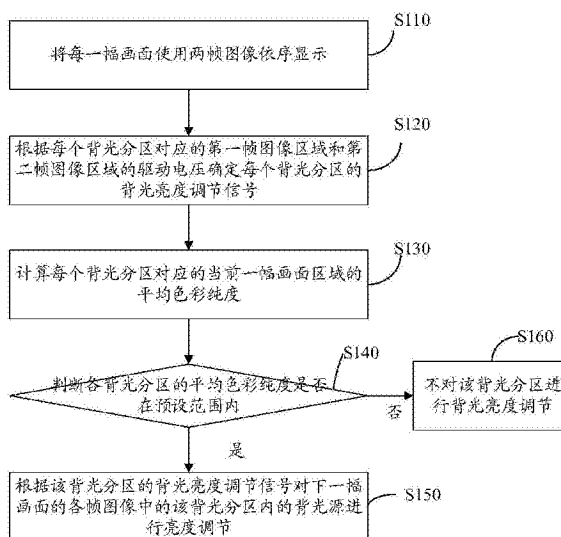 S110
将每一幅画面使用两帧图像依序显示
S120
根据每个背光分区对应的第一帧图像区域和第
二帧图像区域的驱动电压确定每个背光分区的
背光亮度调节信号
S130
计算每个背光分区对应的当前一幅画面区域的
平均色彩纯度
S140
判断各背光分区的平均色彩纯度是否
在预设范围内
S160
不对该背光分区进
行背光亮度调节
否
是
S150
根据该背光分区的背光亮度调节信号对下一幅
画面的各帧图像中的该背光分区内的背光源进
行亮度调节